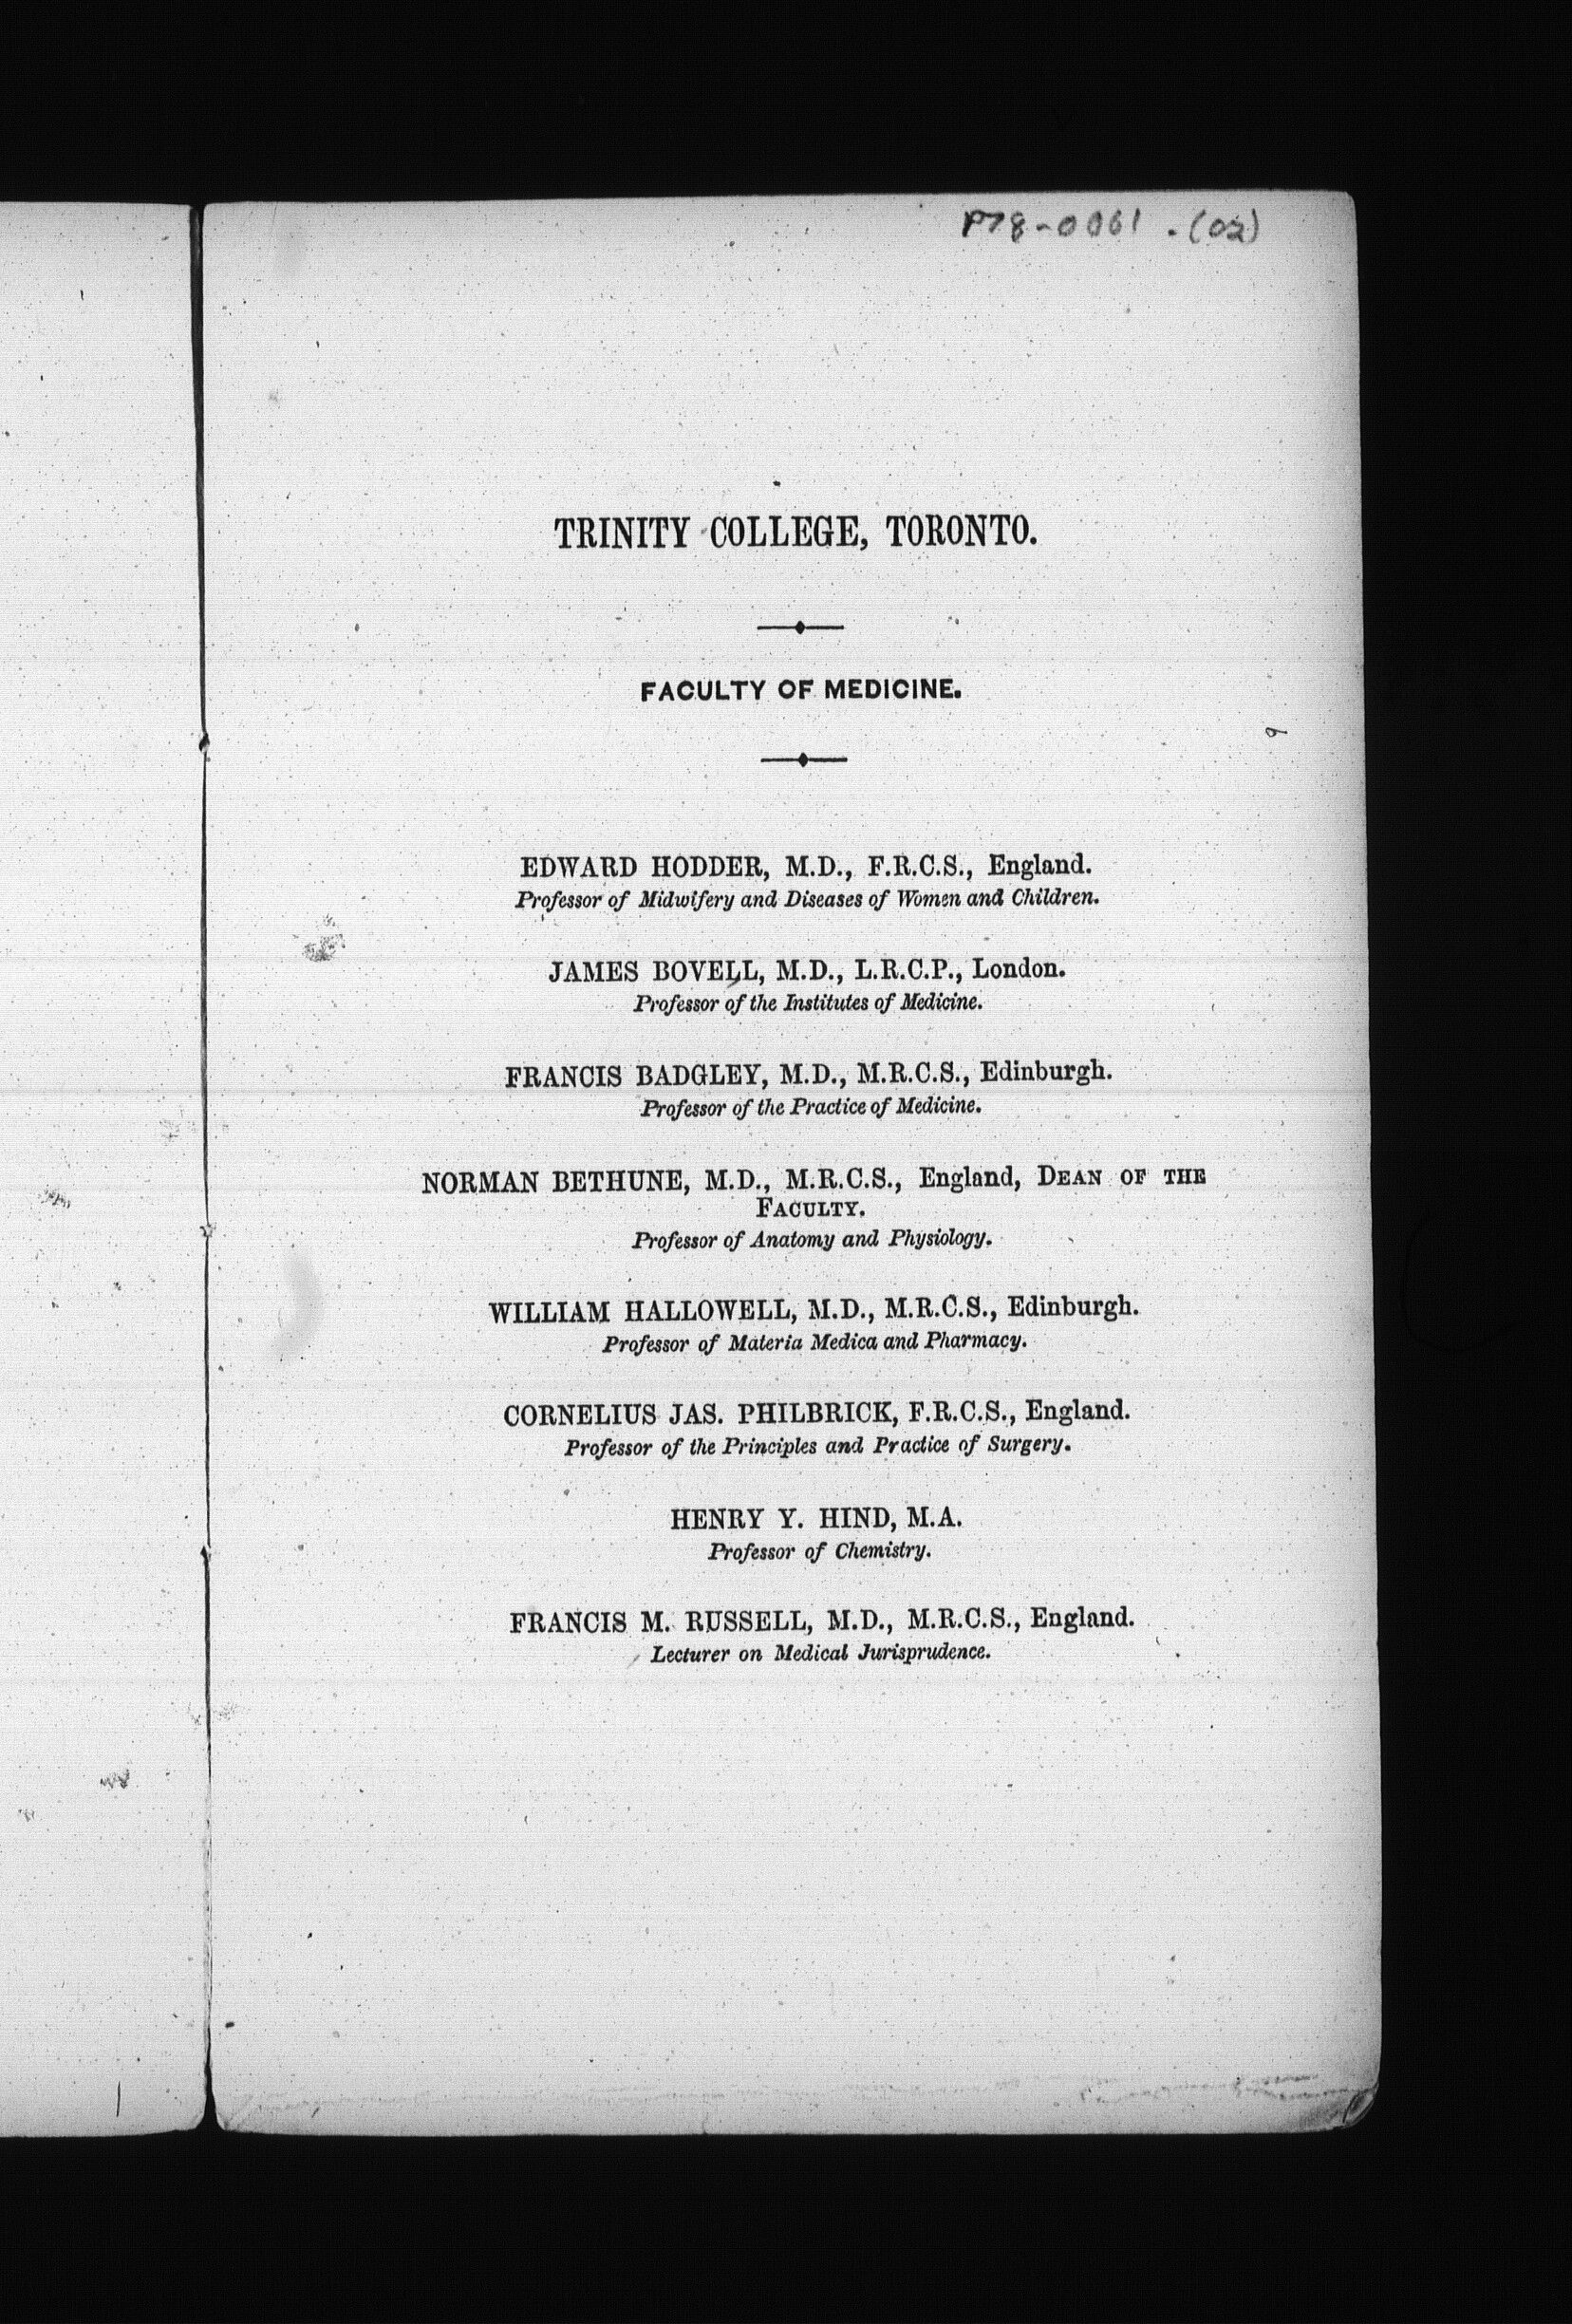 P78-0061.(02)
TRINITY COLLEGE, TORONTO.
FACULTY OF MEDICINE.
EDWARD HODDER, M.D., F.R.C.S., England.
Professor of Midwifery and Diseases of Women and Children.
JAMES BOVELL, M.D., L.R.C.P., London.
Professor of the Institutes of Medicine.
FRANCIS BADGLEY, M.D., M.R.C.S., Edinburgh.
Professor of the Practice of Medicine.
NORMAN BETHUNE, M.D., M.R.C.S., England, DEAN OF THE
FACULTY.
Professor of Anatomy and Physiology.
WILLIAM HALLOWELL, M.D., M.R.C.S., Edinburgh.
Professor of Materia Medica and Pharmacy.
CORNELIUS JAS. PHILBRICK, F.R.C.S., England.
Professor of the Principles and Practice of Surgery.
HENRY Y. HIND, M.A.
Professor of Chemistry.
FRANCIS M. RUSSELL, M.D., M.R.C.S., England.
Lecturer on Medical Jurisprudence.